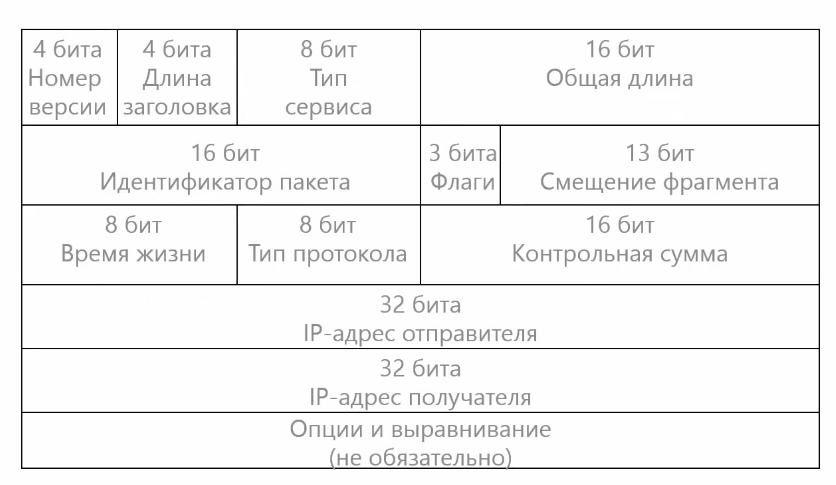 4 бита
Номер
версии
4 бита
Длина
заголовка
8 бит
Тип
сервиса
16 бит
Общая длина
16 бит
Идентификатор пакета
3 бита
Флаги
13 бит
Смещение фрагмента
8 бит
Время жизни
8 бит
Тип протокола
16 бит
Контрольная сумма
32 бита
IP-адрес отправителя
32 бита
IP-адрес получателя
Опции и выравнивание
(не обязательно)